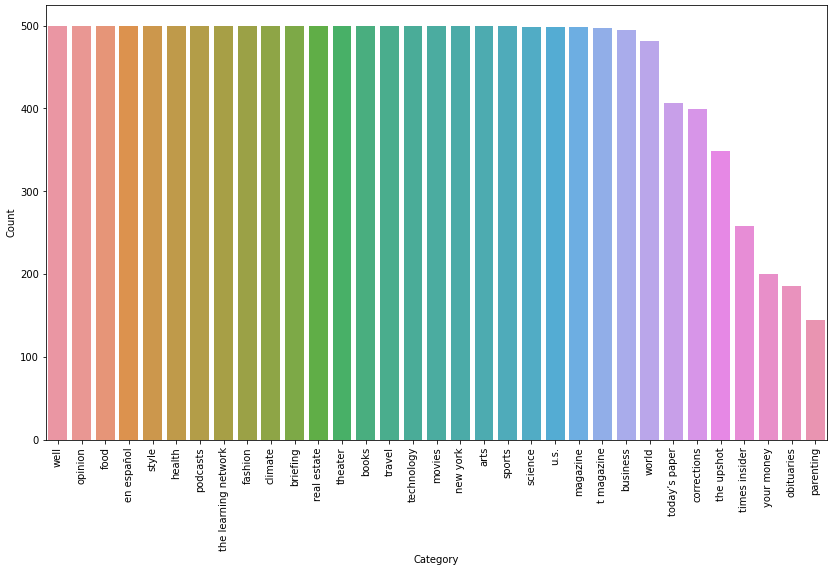 500
400
300
200
100
0
Count
well
opinion
food
en español
style
health
podcasts
the learning network
fashion
climate
briefing
real estate
theater
books
travel
technology
movies
new york
arts
sports
science
u.s.
magazine
t magazine
business
world
today's paper
corrections
the upshot
times insider
your money
obituaries
parenting
Category